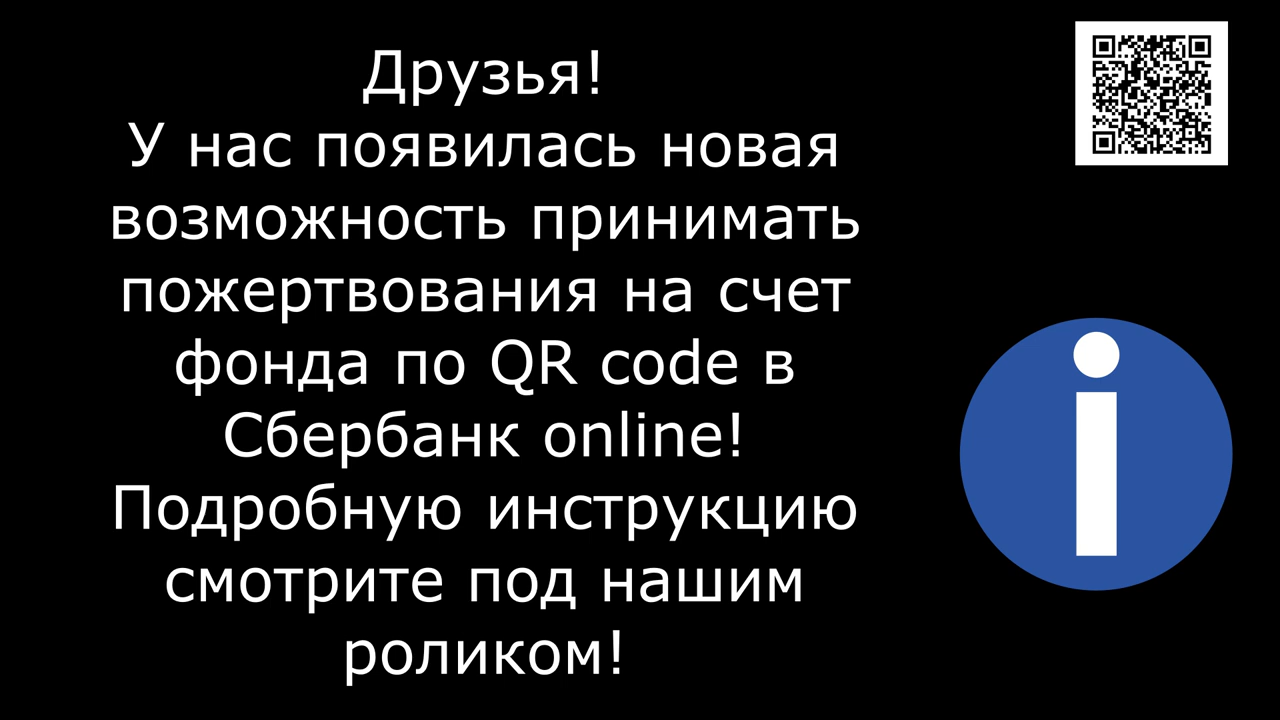 Друзья!
У нас появилась новая
возможность принимать
пожертвования на счет
фонда по QR code в
Сбербанк online!
Подробную инструкцию
смотрите под нашим
роликом!